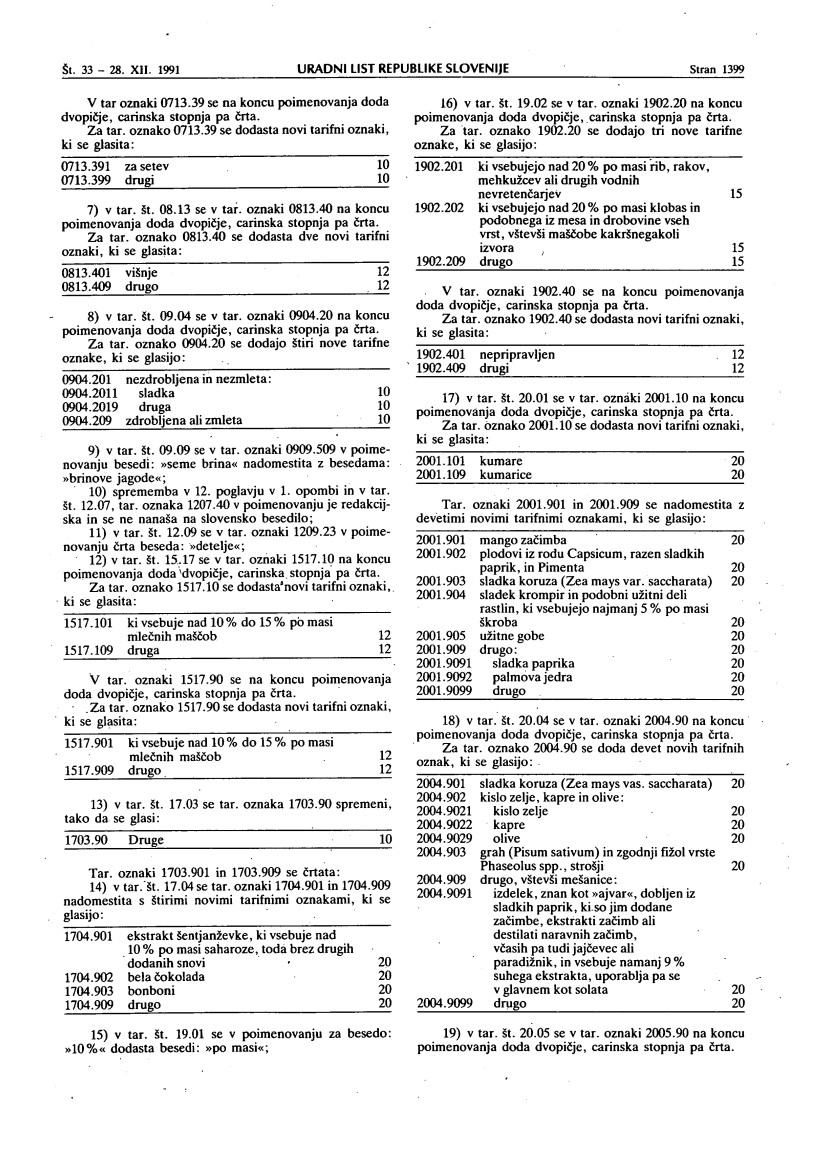 Št. 33 – 28. XII. 1991 URADNI LIST REPUBLIKE SLOVENIJE Stran 1399
V tar oznaki 0713.39 se na koncu poimenovanja doda
dvopičje, carinska stopnja pa črta.
Za tar. oznako 0713.39 se dodasta novi tarifni oznaki,
ki se glasita:
0713.391 za setev 10
0713.399 drugi 10
7) v tar. št. 08.13 se v tar. oznaki 0813.40 na koncu
poimenovanja doda dvopičje, carinska stopnja pa črta.
Za tar. oznako 0813.40 se dodasta dve novi tarifni
oznaki, ki se glasita:
0813.401 višnje 12
0813.409 drugo 12
8) v tar. št. 09.04 se v tar. oznaki 0904.20 na koncu
poimenovanja doda dvopičje, carinska stopnja pa črta.
Za tar. oznako 0904.20 se dodajo štiri nove tarifne
oznake, ki se glasijo:
0904.201 nezdrobljena in nezmleta:
0904.2011 sladka 10
0904.2019 druga 10
0904.209 zdrobljena ali zmleta 10
9) v tar. št. 09.09 se v tar. oznaki 0909.509 v poime-
novanju besedi: »seme brina« nadomestita z besedama:
»brinove jagode«;
10) sprememba v 12. poglavju v 1. opombi in v tar.
št. 12.07, tar. oznaka 1207.40 v poimenovanju je redakcij-
ska in se ne nanaša na slovensko besedilo;
11) v tar. št. 12.09 se v tar. oznaki 1209.23 v poime-
novanju črta beseda: »detelje«;
12) v tar. št. 15.17 se v tar. oznaki 1517.10 na koncu
poimenovanja doda dvopičje, carinska stopnja pa črta.
Za tar. oznako 1517.10 se dodasta novi tarifni oznaki,
ki se glasita:
1517.101 ki vsebuje nad 10 % do 15 % po masi
mlečnih maščob 12
1517.109 druga 12
V tar. oznaki 1517.90 se na koncu poimenovanja
doda dvopičje, carinska stopnja pa črta.
Za tar. oznako 1517.90 se dodasta novi tarifni oznaki,
ki se glasita:
1517.901 ki vsebuje nad 10 % do 15 % po masi
mlečnih maščob 12
1517.909 drugo 12
13) v tar. št. 17.03 se tar. oznaka 1703.90 spremeni,
tako da se glasi:
1703.90 Druge 10
Tar. oznaki 1703.901 in 1703.909 se črtata:
14) v tar. št. 17.04 se tar. oznaki 1704.901 in 1704.909
nadomestita s štirimi novimi tarifnimi oznakami, ki se
glasijo:
1704.901 ekstrakt šentjanževke, ki vsebuje nad
10 % po masi saharoze, toda brez drugih
dodanih snovi 20
1704.902 bela čokolada 20
1704.903 bonboni 20
1704.909 drugo 20
15) v tar. št. 19.01 se v poimenovanju za besedo:
»10 %« dodasta besedi: »po masi«;
16) v tar. št. 19.02 se v tar. oznaki 1902.20 na koncu
poimenovanja doda dvopičje, carinska stopnja pa črta.
Za tar. oznako 1902.20 se dodajo tri nove tarifne
oznake, ki se glasijo:
1902.201 ki vsebujejo nad 20 % po masi rib, rakov,
mehkužcev ali drugih vodnih
nevretenčarjev 15
1902.202 ki vsebujejo nad 20 % po masi klobas in
podobnega iz mesa in drobovine vseh
vrst, vštevši maščobe kakršnegakoli
izvora 15
1902.209 drugo 15
V tar. oznaki 1902.40 se na koncu poimenovanja
doda dvopičje, carinska stopnja pa črta.
Za tar. oznako 1902.40 se dodasta novi tarifni oznaki,
ki se glasita:
1902.401 nepripravljen 12
1902.409 drugi 12
17) v tar. št. 20.01 se v tar. oznaki 2001.10 na koncu
poimenovanja doda dvopičje, carinska stopnja pa črta.
Za tar. oznako 2001.10 se dodasta novi tarifni oznaki,
ki se glasita:
2001.101 kumare 20
2001.109 kumarice 20
Tar. oznaki 2001.901 in 2001.909 se nadomestita z
devetimi novimi tarifnimi oznakami, ki se glasijo:
2001.901 mango začimba 20
2001.902 plodovi iz rodu Capsicum, razen sladkih
paprik, in Pimenta 20
2001.903 sladka koruza (Zea mays var. saccharata) 20
2001.904 sladek krompir in podobni užitni deli
rastlin, ki vsebujejo najmanj 5 % po masi
škroba 20
2001.905 užitne gobe 20
2001.909 drugo: 20
2001.9091 sladka paprika 20
2001.9092 palmova jedra 20
2001.9099 drugo 20
18) v tar. št. 20.04 se v tar. oznaki 2004.90 na koncu
poimenovanja doda dvopičje, carinska stopnja pa črta.
Za tar. oznako 2004.90 se doda devet novih tarifnih
oznak, ki se glasijo:
2004.901 sladka koruza (Zea mays vas. saccharata) 20
2004.902 kislo zelje, kapre in olive:
2004.9021 kislo zelje 20
2004.9022 kapre 20
2004.9029 olive 20
2004.903 grah (Pisum sativum) in zgodnji fižol vrste
Phaseolus spp., strošji 20
2004.909 drugo, vštevši mešanice:
2004.9091 izdelek, znan kot »ajvar«, dobljen iz
sladkih paprik, ki so jim dodane
začimbe, ekstrakti začimb ali
destilati naravnih začimb,
včasih pa tudi jajčevec ali
paradižnik, in vsebuje namanj 9 %
suhega ekstrakta, uporablja pa se
v glavnem kot solata 20
2004.9099 drugo 20
19) v tar. št. 20.05 se v tar. oznaki 2005.90 na koncu
poimenovanja doda dvopičje, carinska stopnja pa črta.